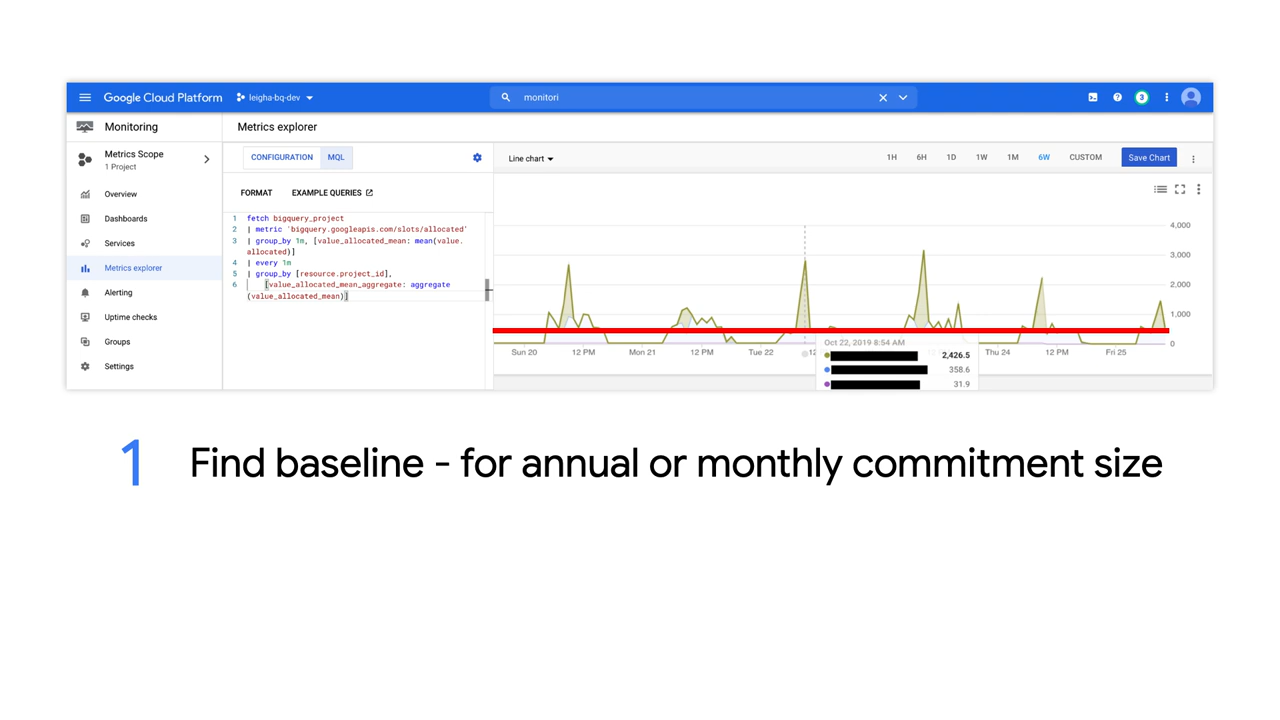 Google Cloud Platform leigha-bq-dev monitori 3
Monitoring Metrics explorer
Metrics Scope
1 Project
Overview
Dashboards
Services
Metrics explorer
Alerting
Uptime checks
Groups
Settings
CONFIGURATION MQL
FORMAT EXAMPLE QUERIES
1 fetch bigquery_project
2 | metric 'bigquery.googleapis.com/slots/allocated'
3 | group_by 1m, [value_allocated_mean: mean(value.
allocated)]
4 | every 1m
5 | group_by [resource.project_id],
6 [value_allocated_mean_aggregate: aggregate
(value_allocated_mean)]
Line chart 1H 6H 1D 1W 1M 6W CUSTOM Save Chart
4,000
3,000
2,000
1,000
0
Sun 20 12 PM Mon 21 12 PM Tue 22 Thu 24 12 PM Fri 25
Oct 22, 2019 8:54 AM
2,426.5
358.6
31.9
1 Find baseline - for annual or monthly commitment size